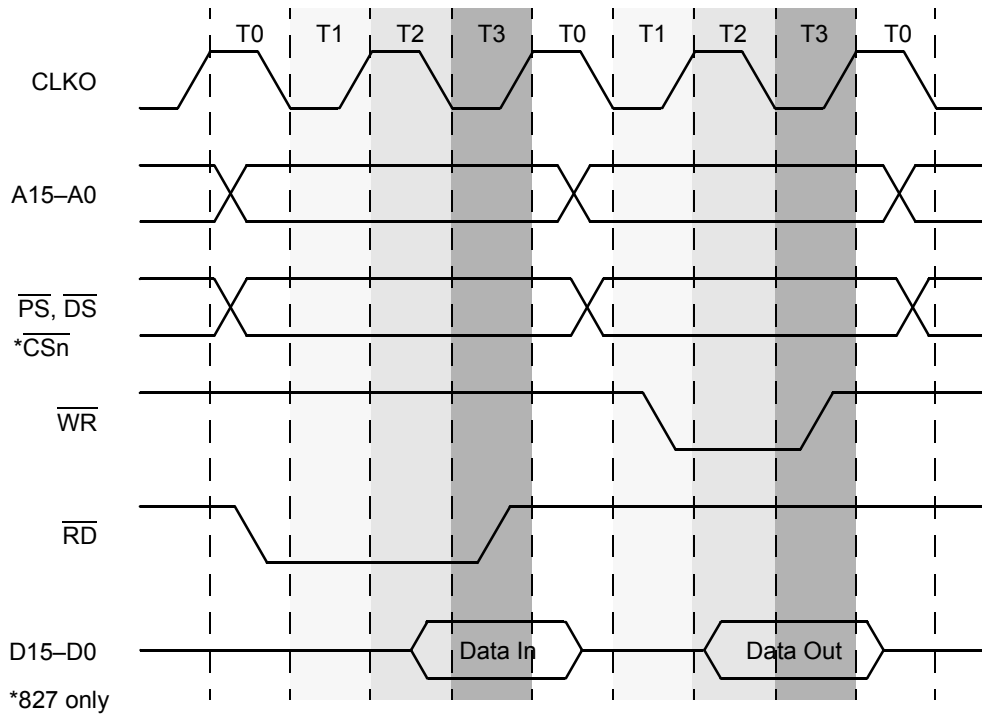 T0 T1 T2 T3 T0 T1 T2 T3 T0
CLKO
A15–A0
PS, DS
*CSn
WR
RD
D15–D0 Data In Data Out
*827 only